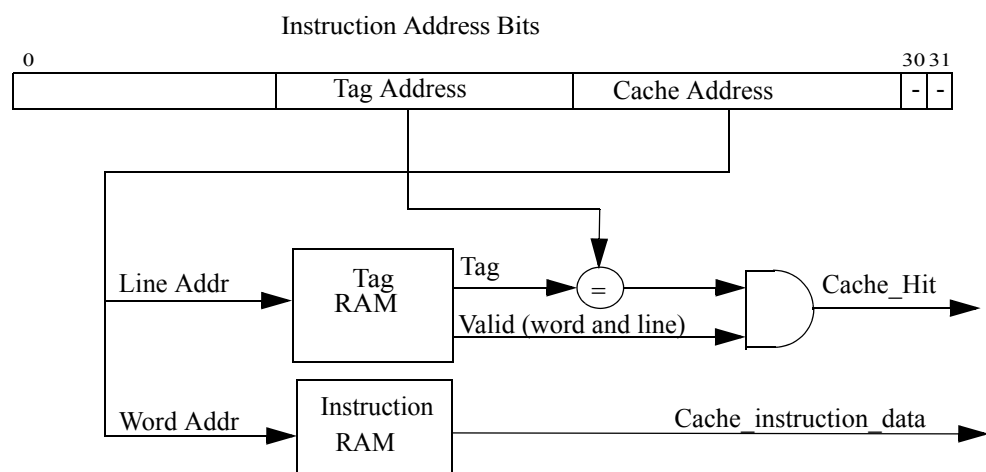 Instruction Address Bits
0 30 31
Tag Address Cache Address - -
Line Addr
Tag
RAM
Tag
=
Valid (word and line)
Cache_Hit
Word Addr
Instruction
RAM
Cache_instruction_data